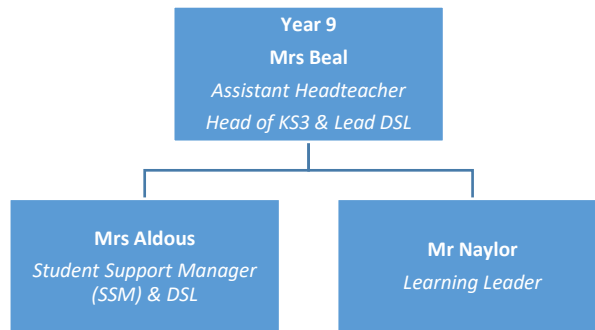 Year 9
Mrs Beal
Assistant Headteacher
Head of KS3 & Lead DSL
Mrs Aldous
Student Support Manager
(SSM) & DSL
Mr Naylor
Learning Leader